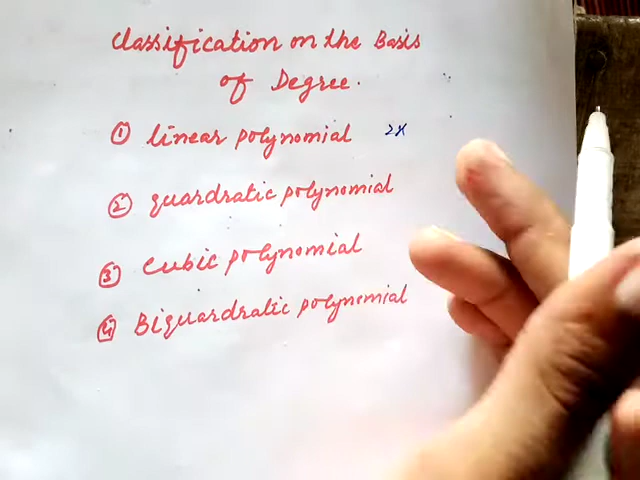 Classification on the Basis
of Degree.
① linear polynomial 2x
② quardratic polynomial
③ Cubic polynomial
④ Biquardratic polynomial